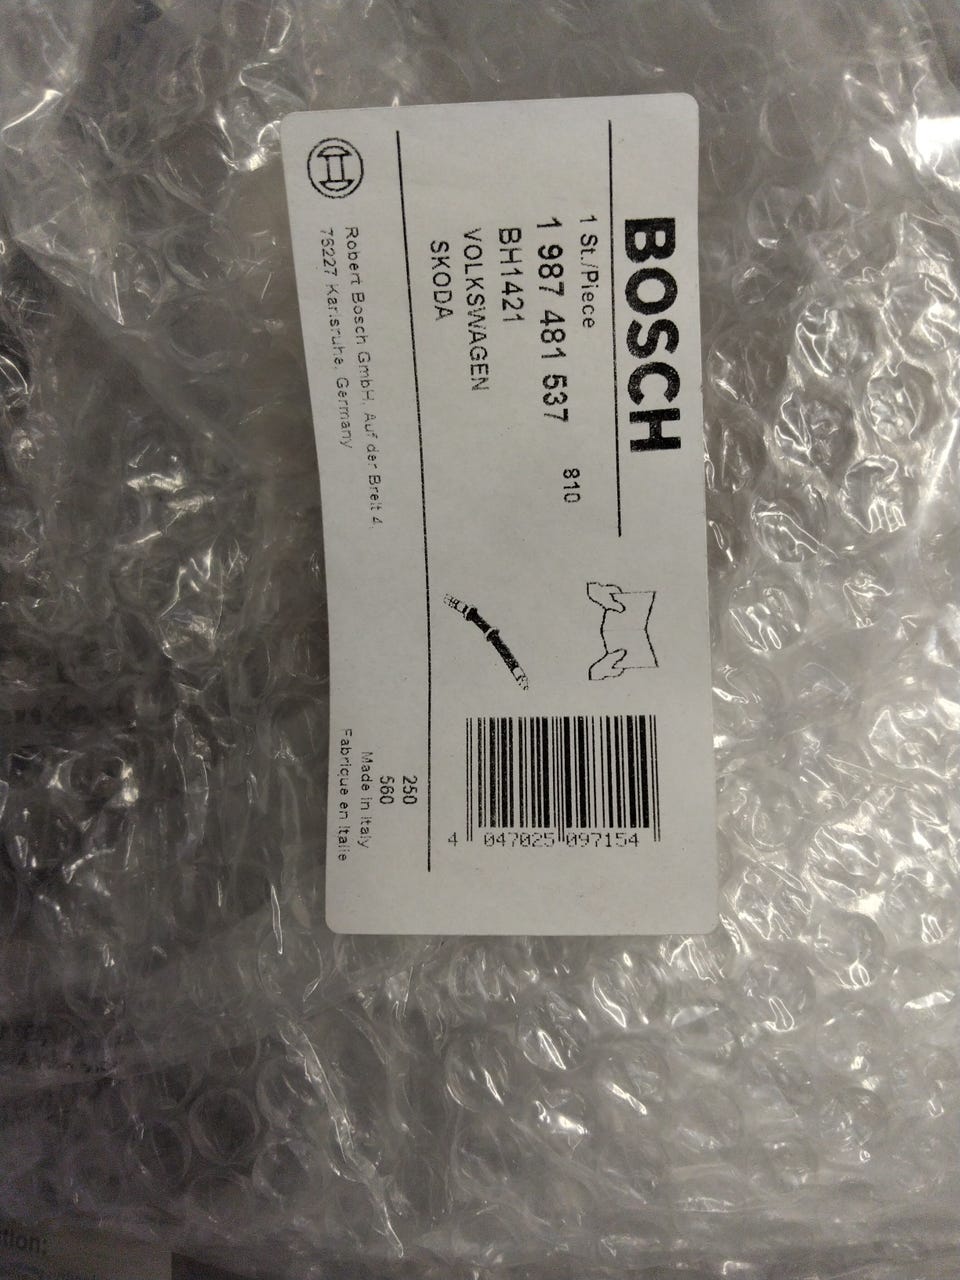 BOSCH
1 St./Piece
1 987 481 537 810
BH1421
VOLKSWAGEN
SKODA
4 047025 097154
250
560
Robert Bosch GmbH, Auf der Breit 4,
76227 Karlsruhe, Germany
Made in Italy
Fabriqué en Italie
tion: